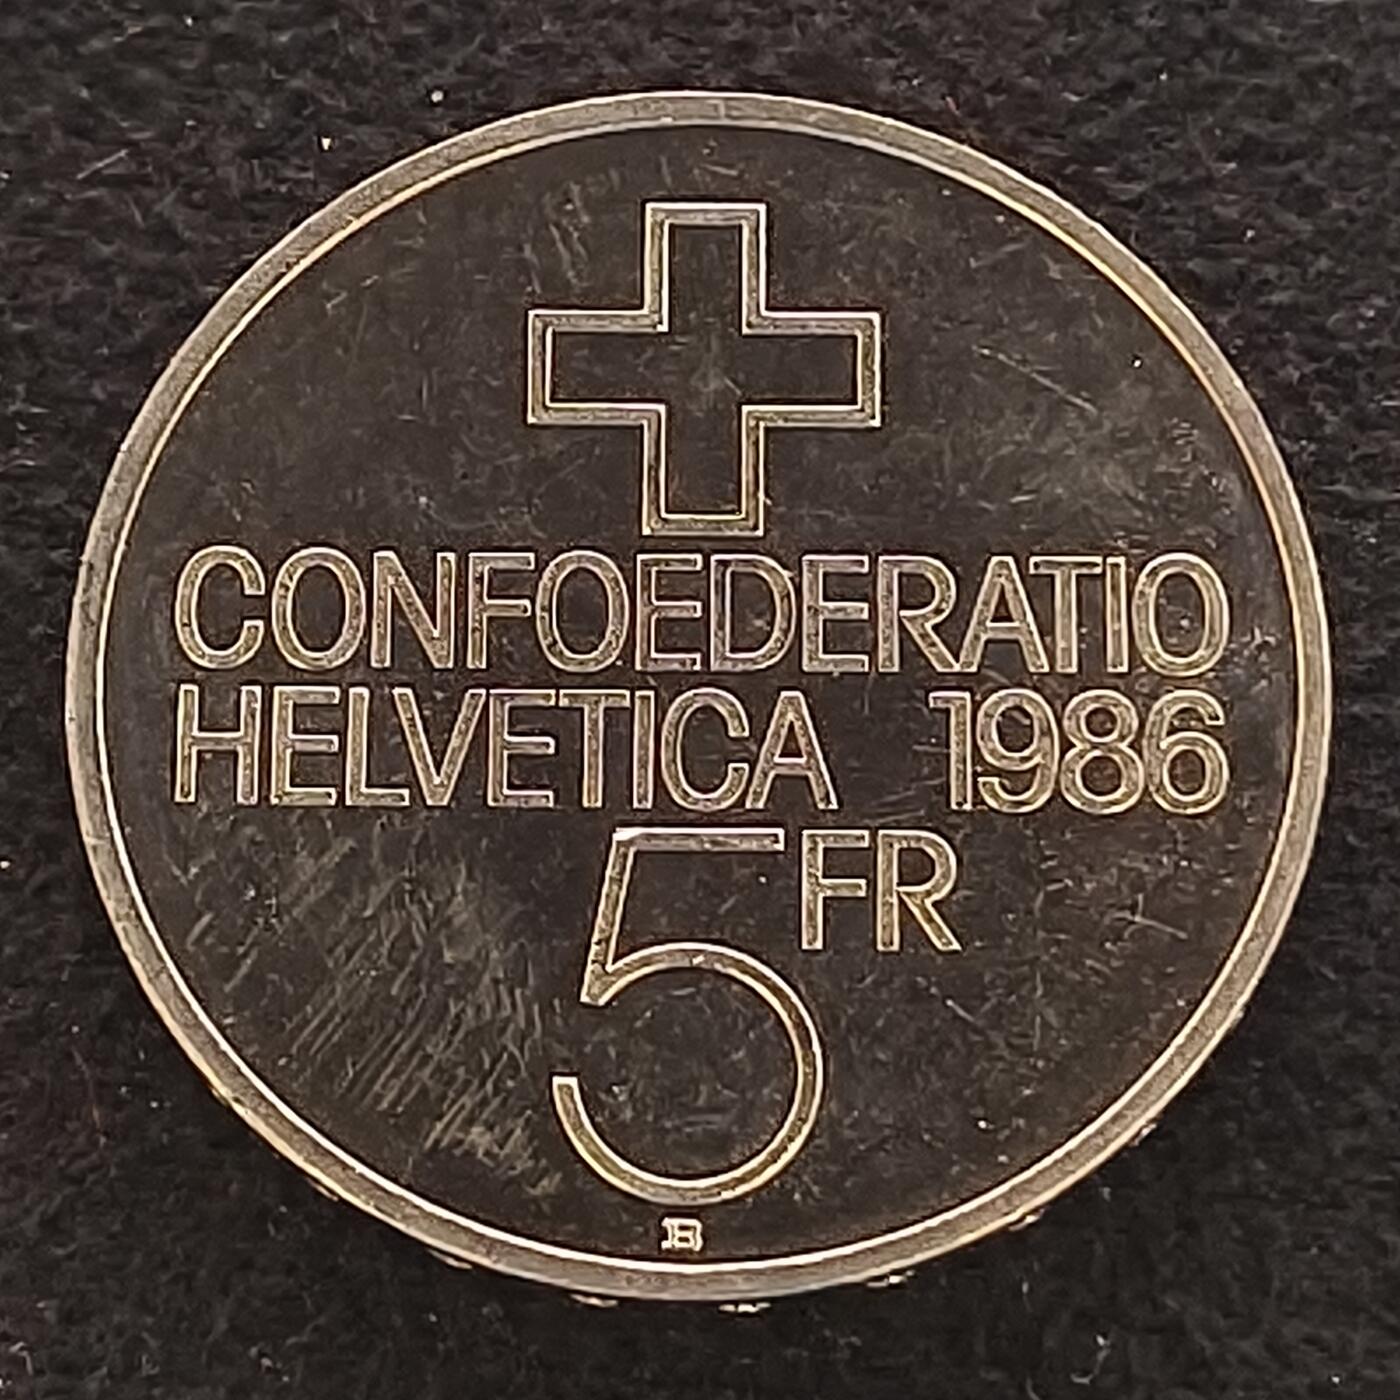 CONFOEDERATIO
HELVETICA 1986
5 FR
B